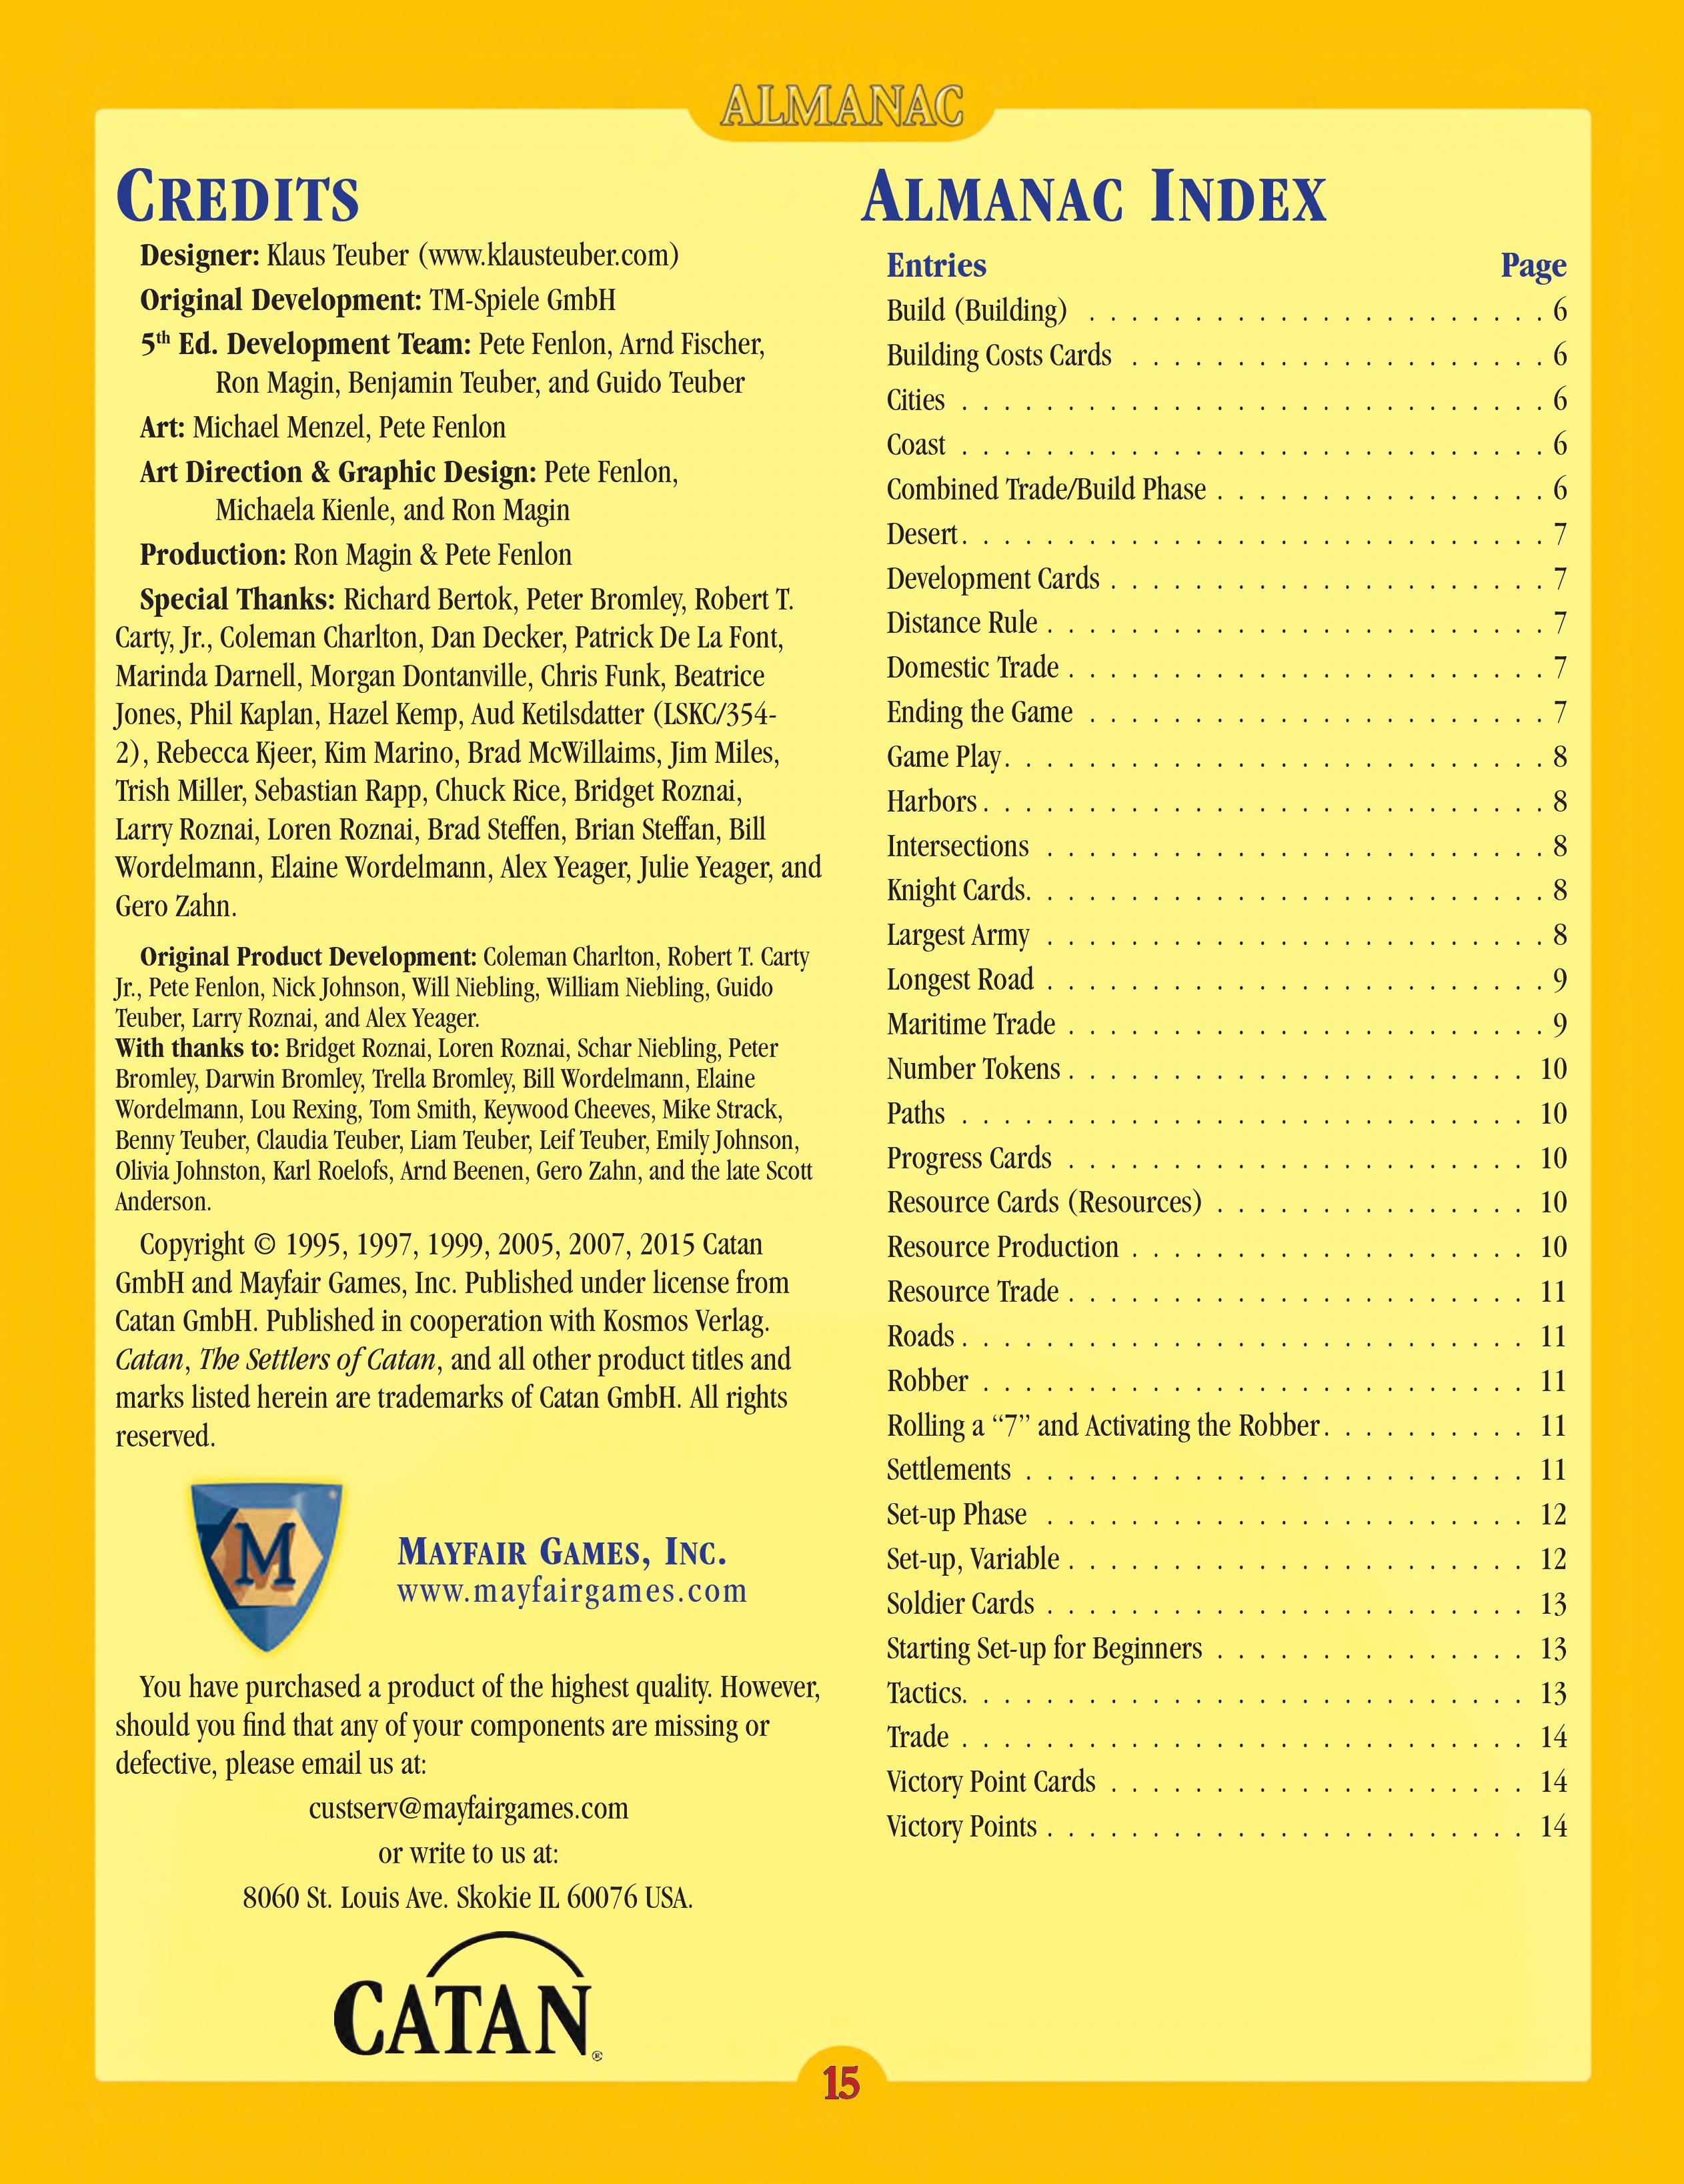 ALMANAC
CREDITS
Designer: Klaus Teuber (www.klausteuber.com)
Original Development: TM-Spiele GmbH
5th Ed. Development Team: Pete Fenlon, Arnd Fischer,
Ron Magin, Benjamin Teuber, and Guido Teuber
Art: Michael Menzel, Pete Fenlon
Art Direction & Graphic Design: Pete Fenlon,
Michaela Kienle, and Ron Magin
Production: Ron Magin & Pete Fenlon
Special Thanks: Richard Bertok, Peter Bromley, Robert T.
Carty, Jr., Coleman Charlton, Dan Decker, Patrick De La Font,
Marinda Darnell, Morgan Dontanville, Chris Funk, Beatrice
Jones, Phil Kaplan, Hazel Kemp, Aud Ketilsdatter (LSKC/354-
2), Rebecca Kjeer, Kim Marino, Brad McWillaims, Jim Miles,
Trish Miller, Sebastian Rapp, Chuck Rice, Bridget Roznai,
Larry Roznai, Loren Roznai, Brad Steffen, Brian Steffan, Bill
Wordelmann, Elaine Wordelmann, Alex Yeager, Julie Yeager, and
Gero Zahn.
Original Product Development: Coleman Charlton, Robert T. Carty
Jr., Pete Fenlon, Nick Johnson, Will Niebling, William Niebling, Guido
Teuber, Larry Roznai, and Alex Yeager.
With thanks to: Bridget Roznai, Loren Roznai, Schar Niebling, Peter
Bromley, Darwin Bromley, Trella Bromley, Bill Wordelmann, Elaine
Wordelmann, Lou Rexing, Tom Smith, Keywood Cheeves, Mike Strack,
Benny Teuber, Claudia Teuber, Liam Teuber, Leif Teuber, Emily Johnson,
Olivia Johnston, Karl Roelofs, Arnd Beenen, Gero Zahn, and the late Scott
Anderson.
Copyright © 1995, 1997, 1999, 2005, 2007, 2015 Catan
GmbH and Mayfair Games, Inc. Published under license from
Catan GmbH. Published in cooperation with Kosmos Verlag.
Catan, The Settlers of Catan, and all other product titles and
marks listed herein are trademarks of Catan GmbH. All rights
reserved.
M
MAYFAIR GAMES, INC.
www.mayfairgames.com
You have purchased a product of the highest quality. However,
should you find that any of your components are missing or
defective, please email us at:
custserv@mayfairgames.com
or write to us at:
8060 St. Louis Ave. Skokie IL 60076 USA.
CATAN®
ALMANAC INDEX
Entries Page
Build (Building) . . . . . . . . . . . . . . . . . . . . . . 6
Building Costs Cards . . . . . . . . . . . . . . . . . . . . 6
Cities . . . . . . . . . . . . . . . . . . . . . . . . . . . . 6
Coast . . . . . . . . . . . . . . . . . . . . . . . . . . . . 6
Combined Trade/Build Phase . . . . . . . . . . . . . . . . 6
Desert. . . . . . . . . . . . . . . . . . . . . . . . . . . . 7
Development Cards . . . . . . . . . . . . . . . . . . . . . 7
Distance Rule . . . . . . . . . . . . . . . . . . . . . . . . 7
Domestic Trade . . . . . . . . . . . . . . . . . . . . . . . 7
Ending the Game . . . . . . . . . . . . . . . . . . . . . . 7
Game Play. . . . . . . . . . . . . . . . . . . . . . . . . . 8
Harbors . . . . . . . . . . . . . . . . . . . . . . . . . . . 8
Intersections . . . . . . . . . . . . . . . . . . . . . . . . 8
Knight Cards. . . . . . . . . . . . . . . . . . . . . . . . . 8
Largest Army . . . . . . . . . . . . . . . . . . . . . . . . 8
Longest Road . . . . . . . . . . . . . . . . . . . . . . . . 9
Maritime Trade . . . . . . . . . . . . . . . . . . . . . . . 9
Number Tokens . . . . . . . . . . . . . . . . . . . . . . 10
Paths . . . . . . . . . . . . . . . . . . . . . . . . . . . 10
Progress Cards . . . . . . . . . . . . . . . . . . . . . . 10
Resource Cards (Resources) . . . . . . . . . . . . . . . 10
Resource Production . . . . . . . . . . . . . . . . . . . 10
Resource Trade . . . . . . . . . . . . . . . . . . . . . . 11
Roads . . . . . . . . . . . . . . . . . . . . . . . . . . . 11
Robber . . . . . . . . . . . . . . . . . . . . . . . . . . 11
Rolling a “7” and Activating the Robber. . . . . . . . . . 11
Settlements . . . . . . . . . . . . . . . . . . . . . . . . 11
Set-up Phase . . . . . . . . . . . . . . . . . . . . . . . 12
Set-up, Variable . . . . . . . . . . . . . . . . . . . . . . 12
Soldier Cards . . . . . . . . . . . . . . . . . . . . . . . 13
Starting Set-up for Beginners . . . . . . . . . . . . . . . 13
Tactics. . . . . . . . . . . . . . . . . . . . . . . . . . . 13
Trade . . . . . . . . . . . . . . . . . . . . . . . . . . . 14
Victory Point Cards . . . . . . . . . . . . . . . . . . . . 14
Victory Points . . . . . . . . . . . . . . . . . . . . . . . 14
15